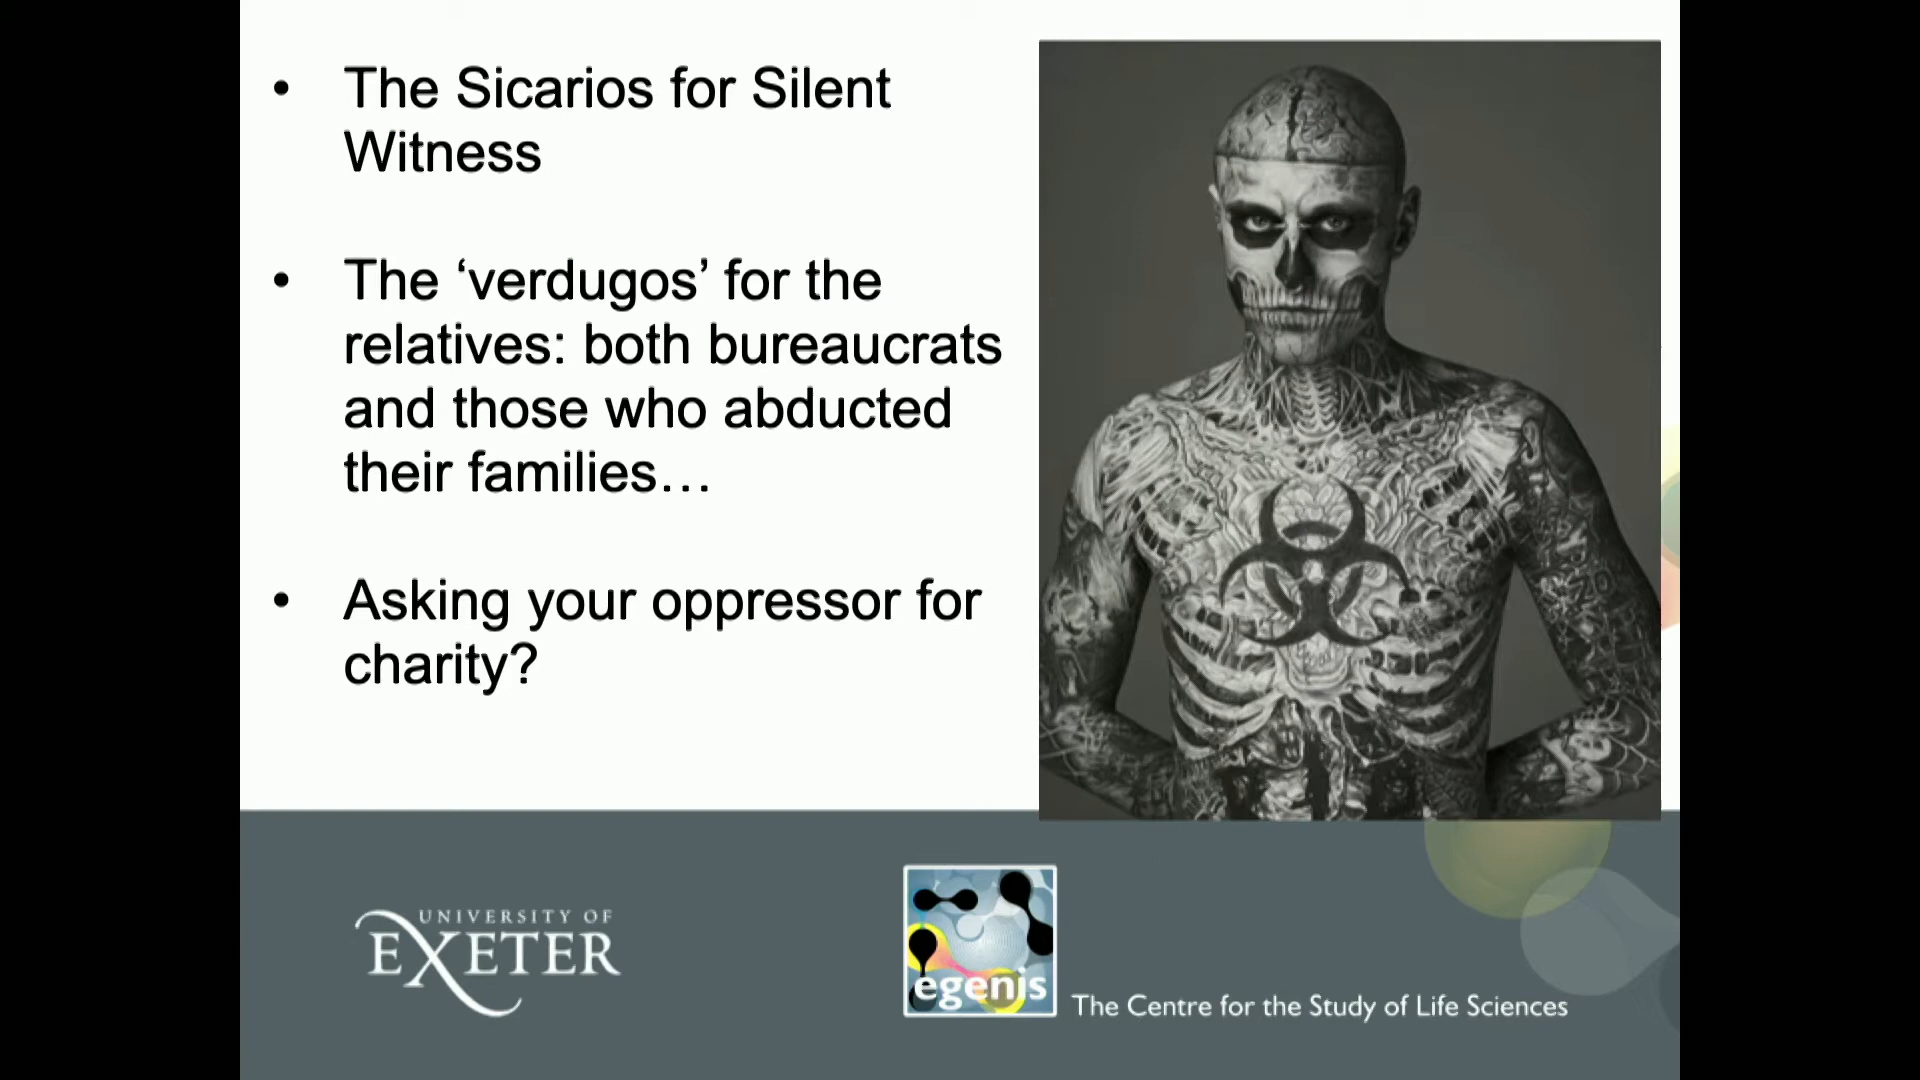 • The Sicarios for Silent
Witness
• The ‘verdugos’ for the
relatives: both bureaucrats
and those who abducted
their families…
• Asking your oppressor for
charity?
UNIVERSITY OF
EXETER
egenis
The Centre for the Study of Life Sciences